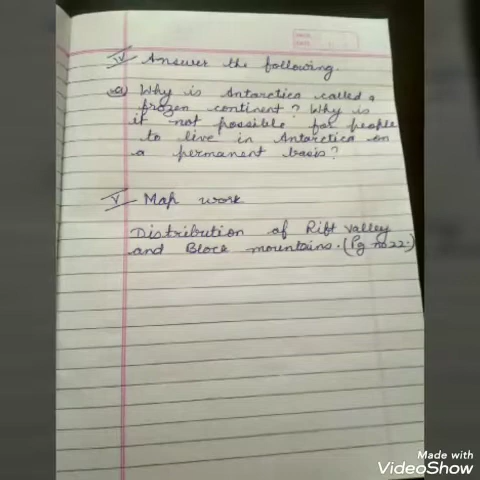 IV Answer the following.
a) Why is Antarctica called a
frozen continent? Why is
it not possible for people
to live in Antarctica on
a permanent basis?
V Map work
Distribution of Rift valley
and Block mountains. (Pg no 22.)
Made with
VideoShow